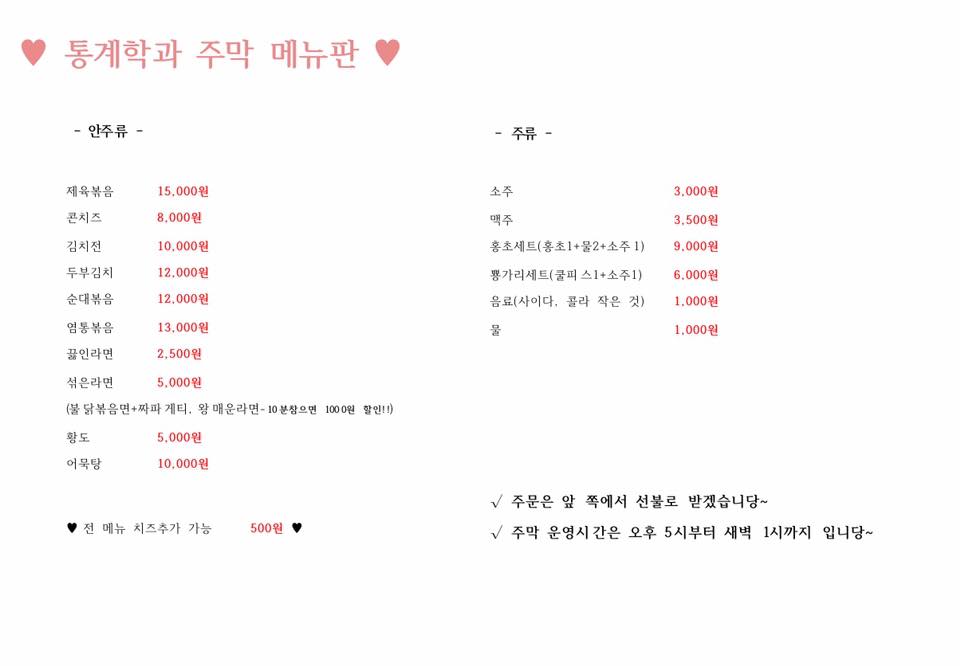 ♥ 통계학과 주막 메뉴판 ♥
- 안주류 -
제육볶음 15,000원
콘치즈 8,000원
김치전 10,000원
두부김치 12,000원
순대볶음 12,000원
염통볶음 13,000원
끓인라면 2,500원
섞은라면 5,000원
(불닭볶음면+짜파게티, 왕매운라면-10분참으면 1000원 할인!!)
황도 5,000원
어묵탕 10,000원
♥ 전 메뉴 치즈추가 가능 500원 ♥
- 주류 -
소주 3,000원
맥주 3,500원
홍초세트(홍초1+물2+소주1) 9,000원
뿅가리세트(쿨피스1+소주1) 6,000원
음료(사이다, 콜라 작은 것) 1,000원
물 1,000원
√ 주문은 앞 쪽에서 선불로 받겠습니당~
√ 주막 운영시간은 오후 5시부터 새벽 1시까지 입니당~